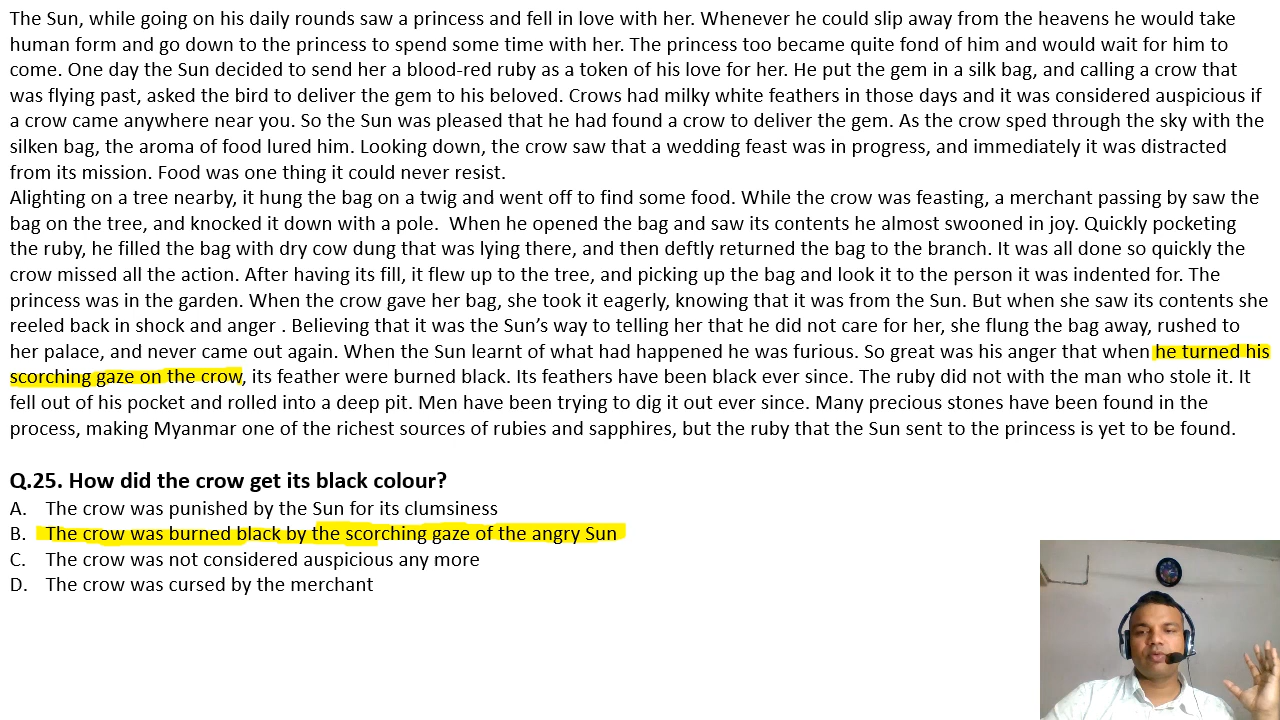 The Sun, while going on his daily rounds saw a princess and fell in love with her. Whenever he could slip away from the heavens he would take
human form and go down to the princess to spend some time with her. The princess too became quite fond of him and would wait for him to
come. One day the Sun decided to send her a blood-red ruby as a token of his love for her. He put the gem in a silk bag, and calling a crow that
was flying past, asked the bird to deliver the gem to his beloved. Crows had milky white feathers in those days and it was considered auspicious if
a crow came anywhere near you. So the Sun was pleased that he had found a crow to deliver the gem. As the crow sped through the sky with the
silken bag, the aroma of food lured him. Looking down, the crow saw that a wedding feast was in progress, and immediately it was distracted
from its mission. Food was one thing it could never resist.
Alighting on a tree nearby, it hung the bag on a twig and went off to find some food. While the crow was feasting, a merchant passing by saw the
bag on the tree, and knocked it down with a pole.  When he opened the bag and saw its contents he almost swooned in joy. Quickly pocketing
the ruby, he filled the bag with dry cow dung that was lying there, and then deftly returned the bag to the branch. It was all done so quickly the
crow missed all the action. After having its fill, it flew up to the tree, and picking up the bag and look it to the person it was indented for. The
princess was in the garden. When the crow gave her bag, she took it eagerly, knowing that it was from the Sun. But when she saw its contents she
reeled back in shock and anger . Believing that it was the Sun’s way to telling her that he did not care for her, she flung the bag away, rushed to
her palace, and never came out again. When the Sun learnt of what had happened he was furious. So great was his anger that when he turned his
scorching gaze on the crow, its feather were burned black. Its feathers have been black ever since. The ruby did not with the man who stole it. It
fell out of his pocket and rolled into a deep pit. Men have been trying to dig it out ever since. Many precious stones have been found in the
process, making Myanmar one of the richest sources of rubies and sapphires, but the ruby that the Sun sent to the princess is yet to be found.
Q.25. How did the crow get its black colour?
A. The crow was punished by the Sun for its clumsiness
B. The crow was burned black by the scorching gaze of the angry Sun
C. The crow was not considered auspicious any more
D. The crow was cursed by the merchant